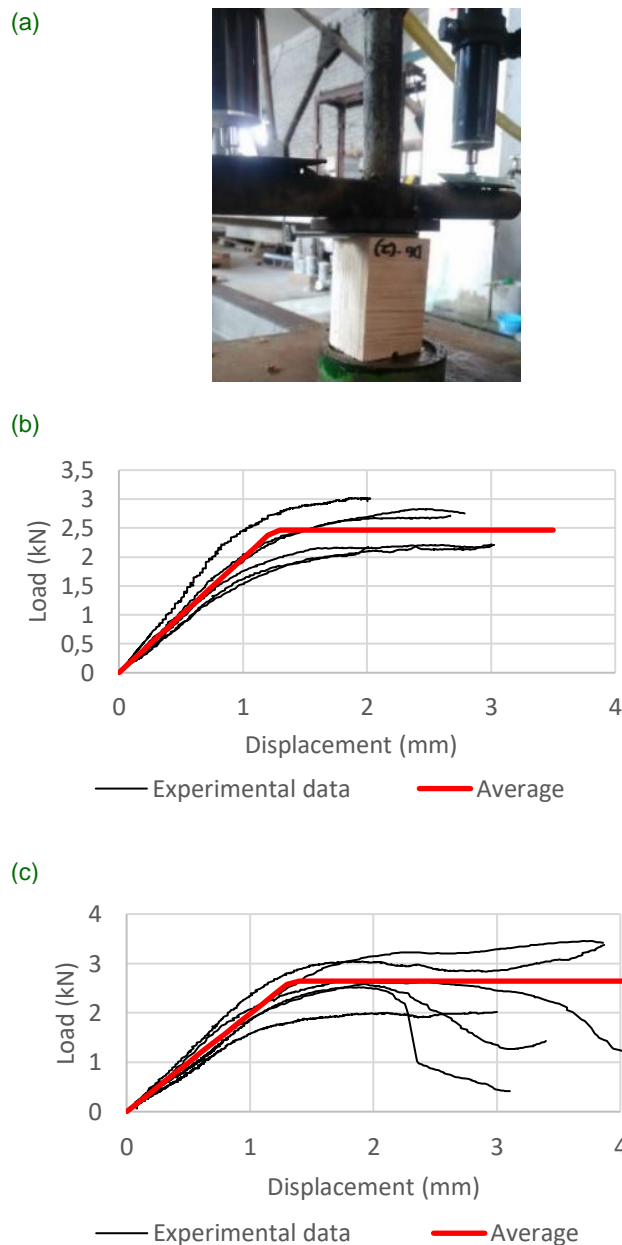 (a)
D6-(2)
(b)
3,5
3
2,5
2
1,5
1
0,5
0
Load (kN)
0 1 2 3 4
Displacement (mm)
Experimental data Average
(c)
4
3
2
1
0
Load (kN)
0 1 2 3 4
Displacement (mm)
Experimental data Average